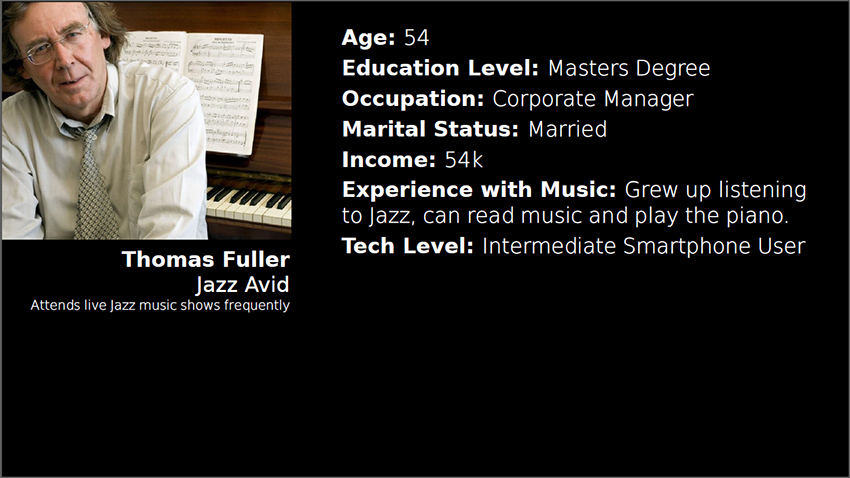 Age: 54
Education Level: Masters Degree
Occupation: Corporate Manager
Marital Status: Married
Income: 54k
Experience with Music: Grew up listening
to Jazz, can read music and play the piano.
Tech Level: Intermediate Smartphone User
Thomas Fuller
Jazz Avid
Attends live Jazz music shows frequently